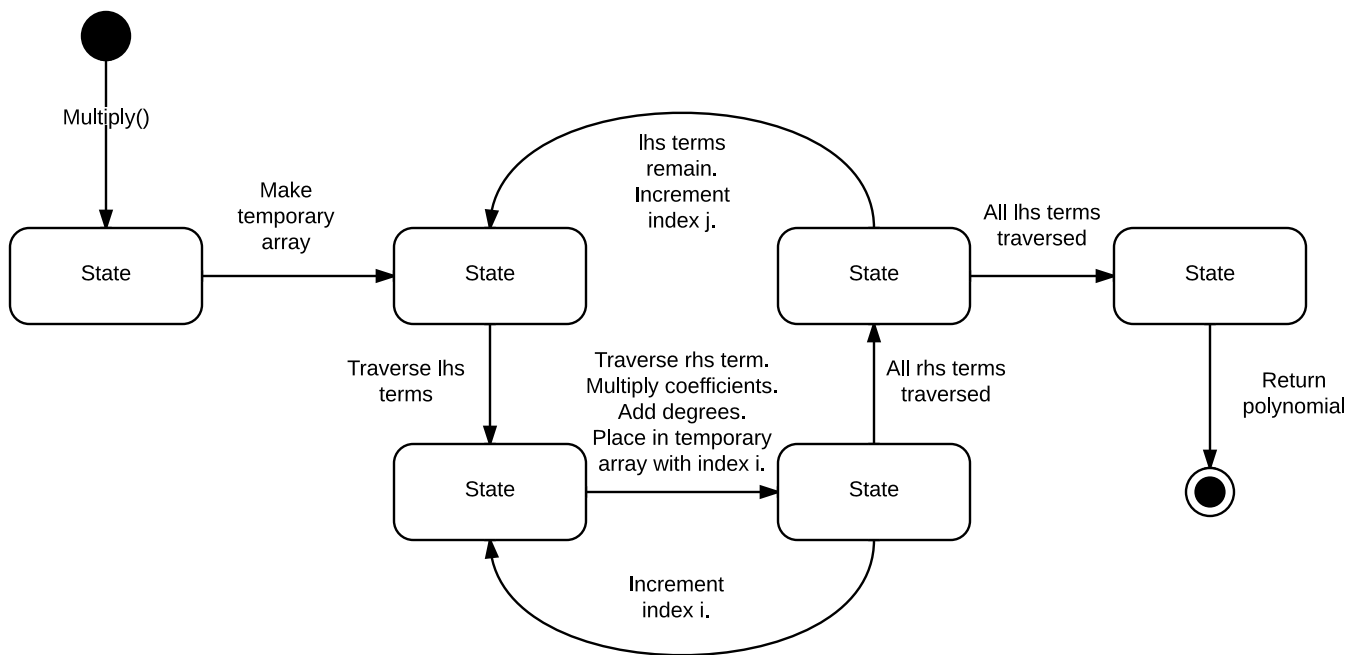 Multiply()
Make
temporary
array
lhs terms
remain.
Increment
index j.
All lhs terms
traversed
State
State
State
State
Traverse lhs
terms
Traverse rhs term.
Multiply coefficients.
Add degrees.
Place in temporary
array with index i.
All rhs terms
traversed
Return
polynomial
State
State
Increment
index i.